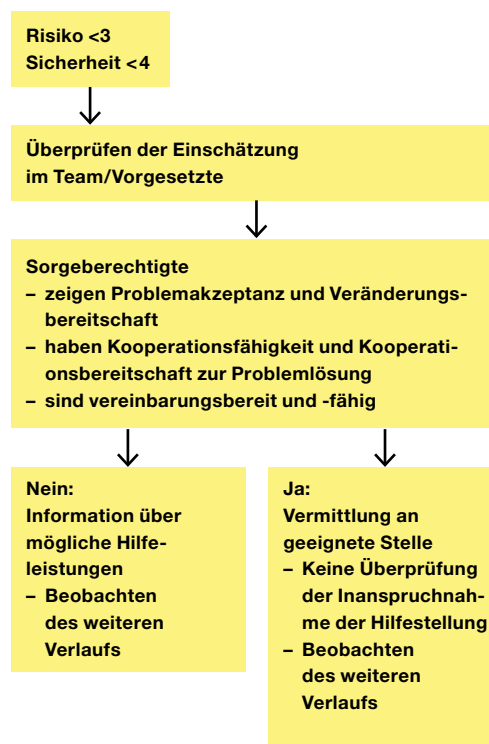 Risiko <3
Sicherheit <4
Überprüfen der Einschätzung
im Team/Vorgesetzte
Sorgeberechtigte
– zeigen Problemakzeptanz und Veränderungs-
bereitschaft
– haben Kooperationsfähigkeit und Kooperati-
onsbereitschaft zur Problemlösung
– sind vereinbarungsbereit und -fähig
Nein:
Information über
mögliche Hilfe-
leistungen
– Beobachten
des weiteren
Verlaufs
Ja:
Vermittlung an
geeignete Stelle
– Keine Überprüfung
der Inanspruchnah-
me der Hilfestellung
– Beobachten
des weiteren
Verlaufs